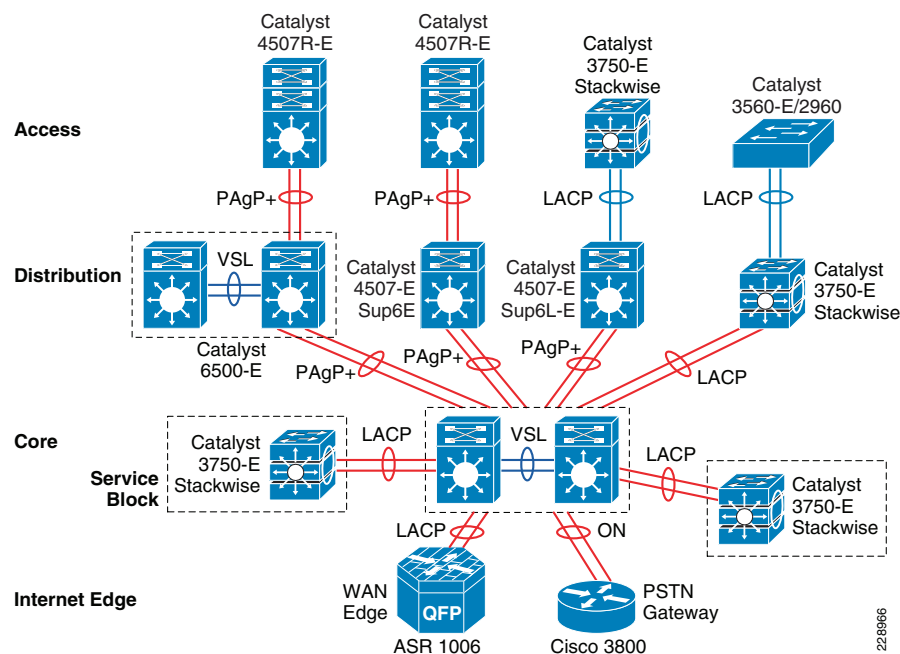 Catalyst
4507R-E
Catalyst
4507R-E
Catalyst
3750-E
Stackwise
Catalyst
3560-E/2960
Access
PAgP+
PAgP+
LACP
LACP
Distribution
VSL
Catalyst
6500-E
Catalyst
4507-E
Sup6E
Catalyst
4507-E
Sup6L-E
Catalyst
3750-E
Stackwise
PAgP+
PAgP+
PAgP+
LACP
Core
Service
Block
Catalyst
3750-E
Stackwise
LACP
VSL
LACP
Catalyst
3750-E
Stackwise
LACP
ON
Internet Edge
WAN
Edge
QFP
ASR 1006
PSTN
Gateway
Cisco 3800
228966